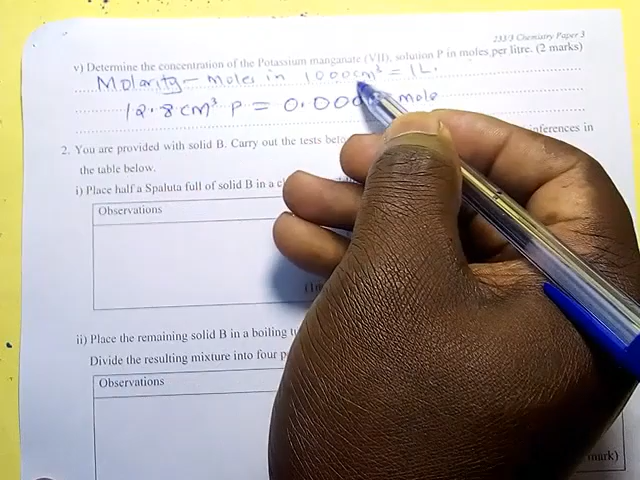 233/3 Chemistry Paper 3
v) Determine the concentration of the Potassium manganate (VII), solution P in moles per litre. (2 marks)
Molarity - moles in 1000cm³ = 1L.
12.8cm³ P = 0.00 mole
2. You are provided with solid B. Carry out the tests inferences in
the table below.
i) Place half a Spaluta full of solid B in a
Observations
ii) Place the remaining solid B in a boiling
Divide the resulting mixture into four
Observations
mark)